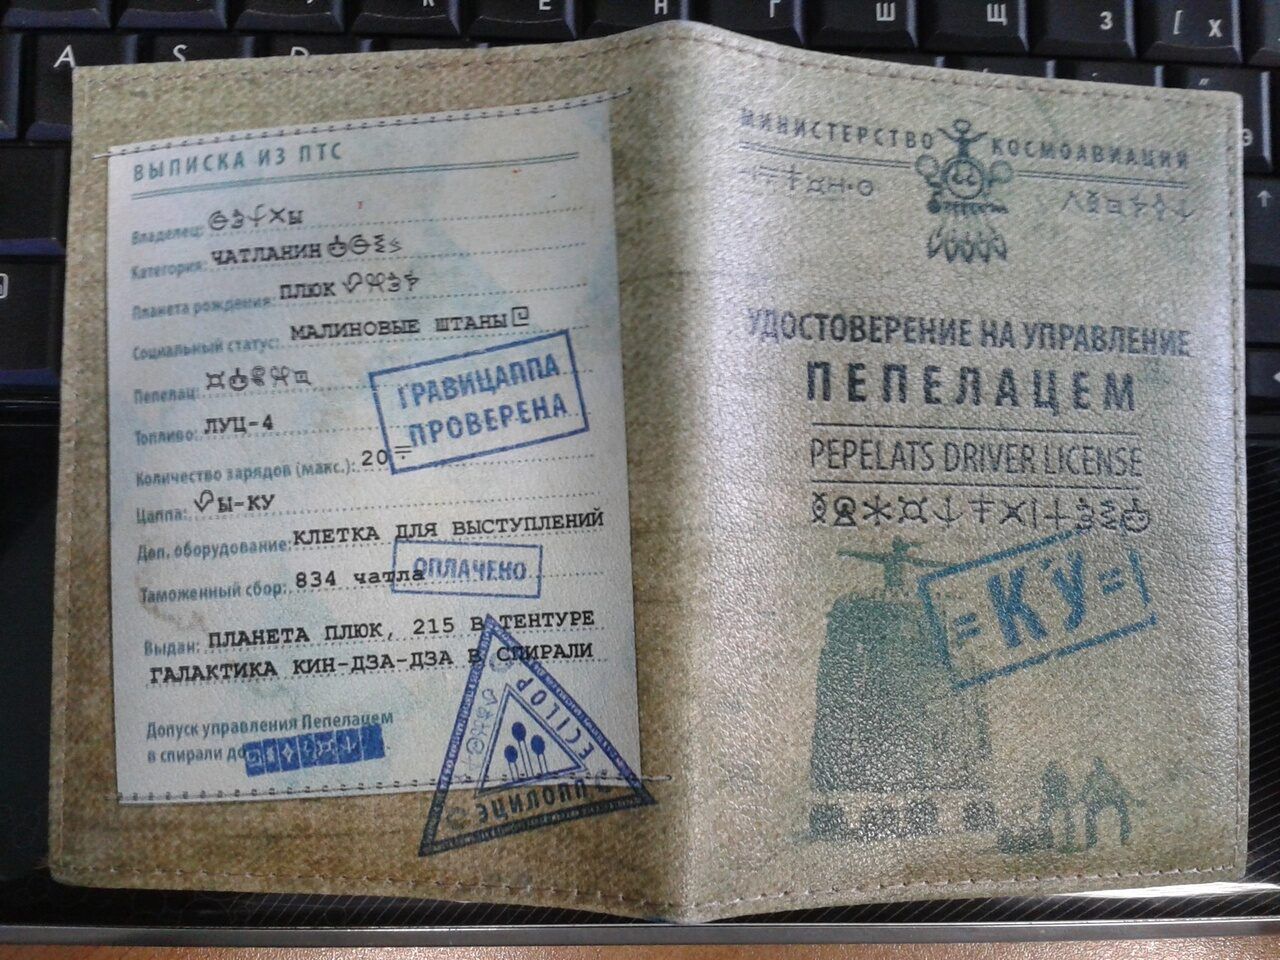 ВЫПИСКА ИЗ ПТС
Владелец:
Категория: ЧАТЛАНИН
Планета рождения: ПЛЮК
Социальный статус: МАЛИНОВЫЕ ШТАНЫ
Пепелац:
Топливо: ЛУЦ-4
Количество зарядов (макс.): 20
Цаппа: Ы-КУ
Доп. оборудование: КЛЕТКА ДЛЯ ВЫСТУПЛЕНИЙ
Таможенный сбор: 834 чатла
Выдан: ПЛАНЕТА ПЛЮК, 215 В ТЕНТУРЕ
ГАЛАКТИКА КИН-ДЗА-ДЗА В СПИРАЛИ
Допуск управления Пепелацем
в спирали до
ГРАВИЦАППА
ПРОВЕРЕНА
ОПЛАЧЕНО
ECILOP
ЭЦИЛОПП
МИНИСТЕРСТВО КОСМОАВИАЦИЙ
УДОСТОВЕРЕНИЕ НА УПРАВЛЕНИЕ
ПЕПЕЛАЦЕМ
PEPELATS DRIVER LICENSE
=КУ=
A S D
К Е Н Г Ш Щ З Х